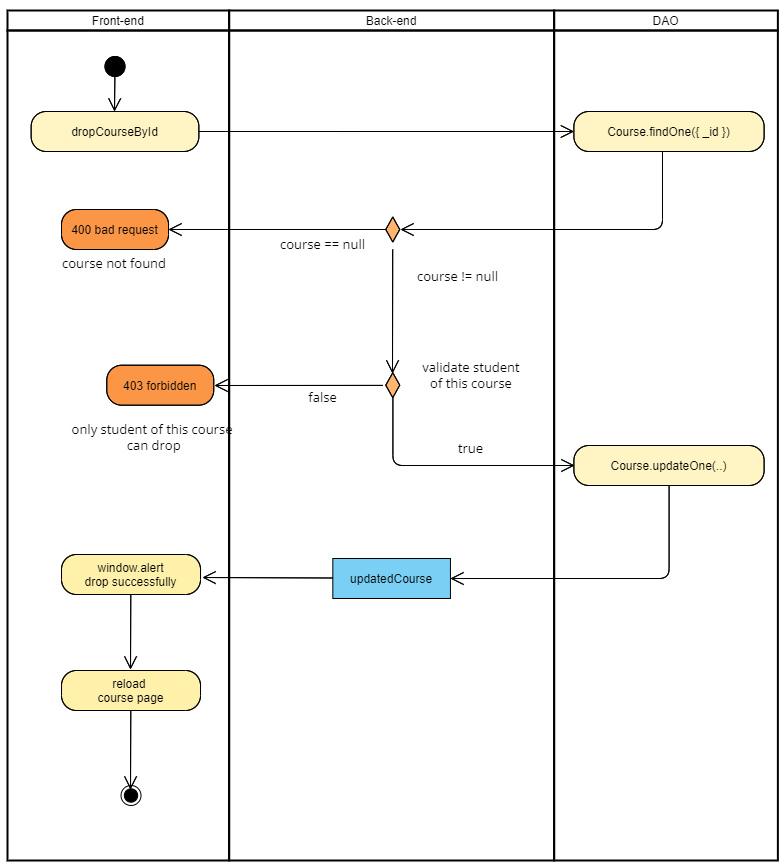 Front-end
Back-end
DAO
dropCourseById
Course.findOne({ _id })
400 bad request
course not found
course == null
course != null
validate student
of this course
403 forbidden
false
only student of this course
can drop
true
Course.updateOne(..)
window.alert
drop successfully
updatedCourse
reload
course page